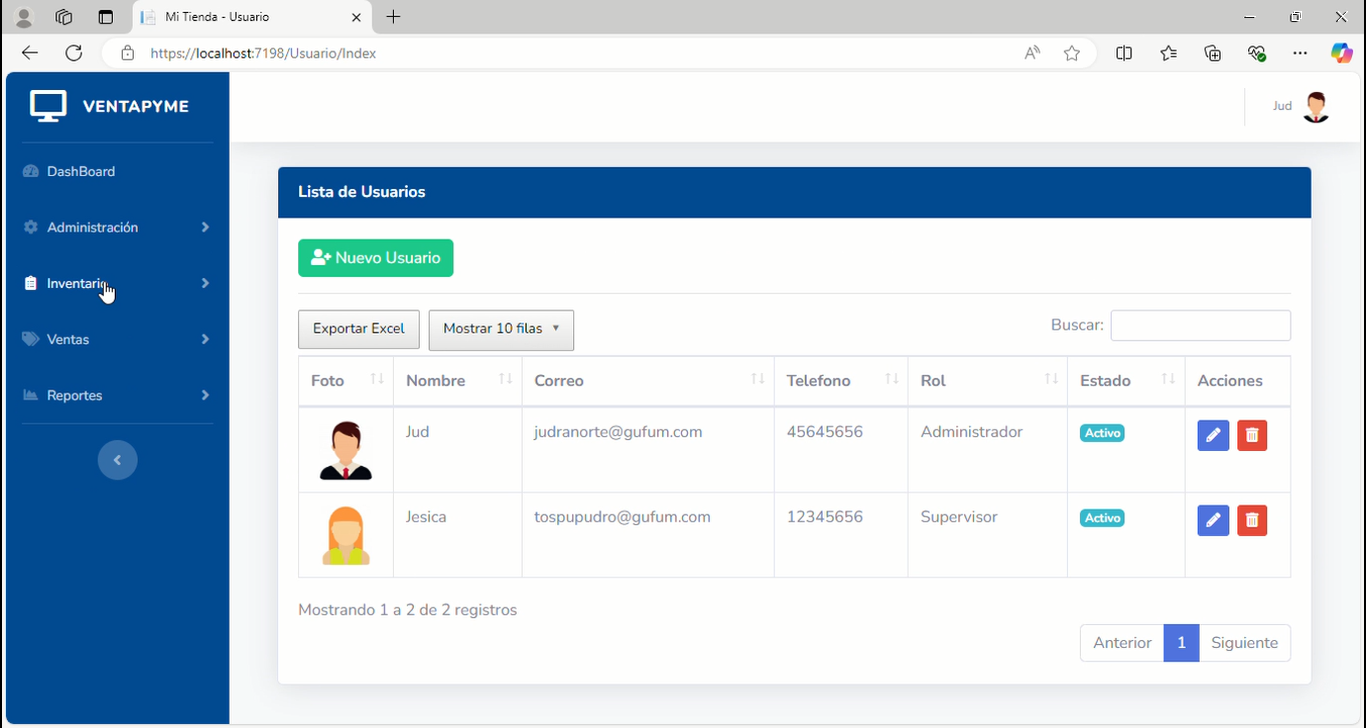 Mi Tienda - Usuario
https://localhost:7198/Usuario/Index
VENTAPYME
Jud
DashBoard
Administración
Inventario
Ventas
Reportes
Lista de Usuarios
Nuevo Usuario
Exportar Excel Mostrar 10 filas
Buscar:
Foto Nombre Correo Telefono Rol Estado Acciones
Jud judranorte@gufum.com 45645656 Administrador Activo
Jesica tospupudro@gufum.com 12345656 Supervisor Activo
Mostrando 1 a 2 de 2 registros
Anterior 1 Siguiente